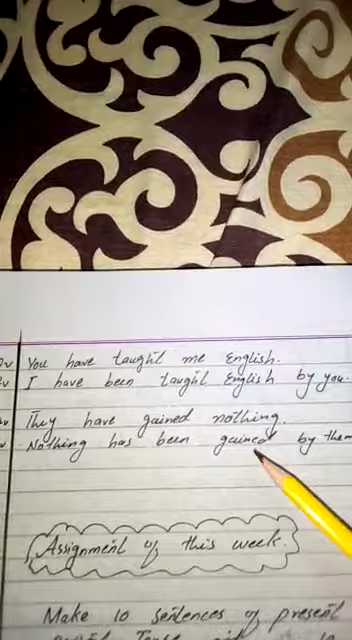 You have taught me English.
I have been taught English by you.
They have gained nothing.
Nothing has been gained by them
Assignment of this week.
Make 10 sentences of present
Tense